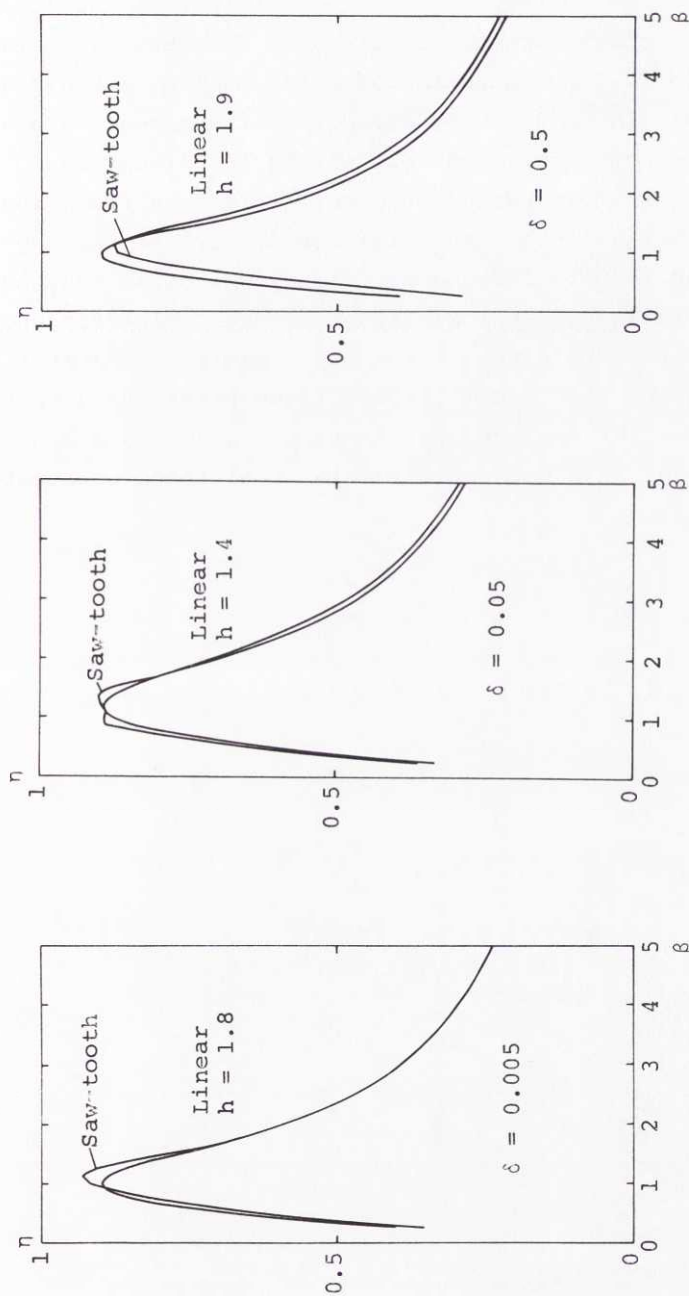 η
1
Saw-tooth
Linear
h = 1.8
0.5
δ = 0.005
0
0 1 2 3 4 5
β
η
1
Saw-tooth
Linear
h = 1.4
0.5
δ = 0.05
0
0 1 2 3 4 5
β
η
1
Saw-tooth
Linear
h = 1.9
0.5
δ = 0.5
0
0 1 2 3 4 5
β